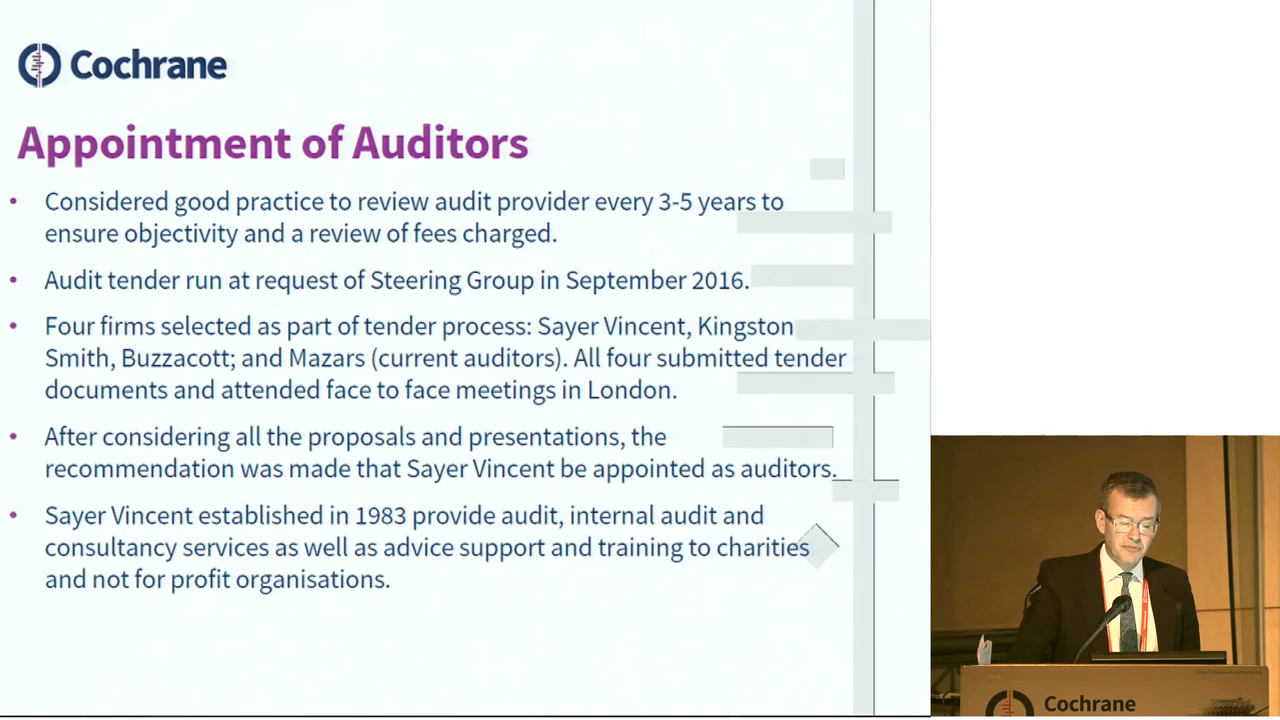 Cochrane
Appointment of Auditors
• Considered good practice to review audit provider every 3-5 years to
ensure objectivity and a review of fees charged.
• Audit tender run at request of Steering Group in September 2016.
• Four firms selected as part of tender process: Sayer Vincent, Kingston
Smith, Buzzacott; and Mazars (current auditors). All four submitted tender
documents and attended face to face meetings in London.
• After considering all the proposals and presentations, the
recommendation was made that Sayer Vincent be appointed as auditors.
• Sayer Vincent established in 1983 provide audit, internal audit and
consultancy services as well as advice support and training to charities
and not for profit organisations.
Cochrane